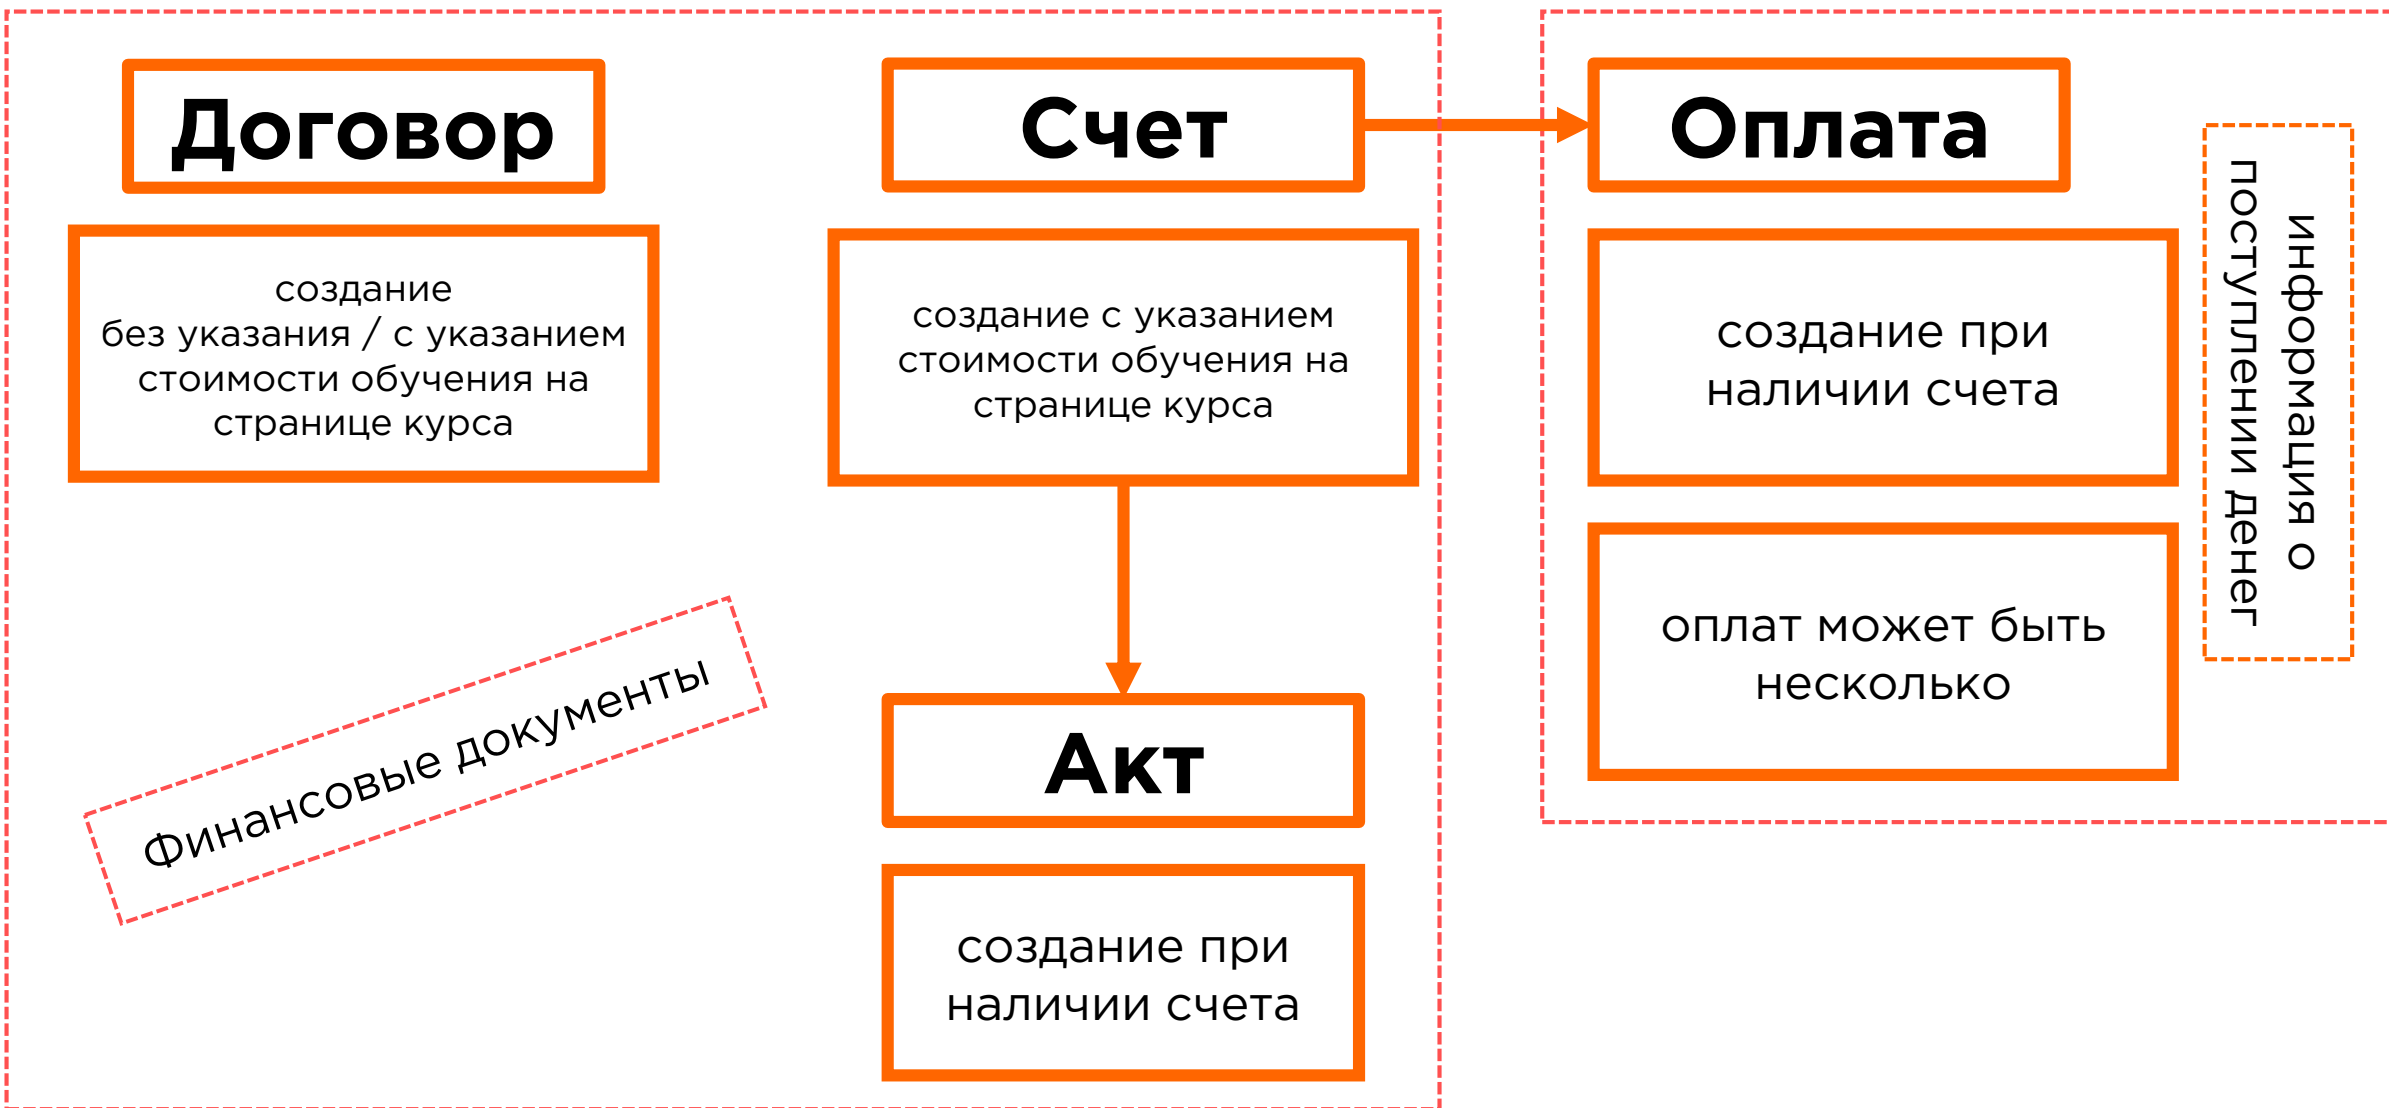 Договор
создание
без указания / с указанием
стоимости обучения на
странице курса
Счет
создание с указанием
стоимости обучения на
странице курса
Акт
создание при
наличии счета
Финансовые документы
Оплата
создание при
наличии счета
оплат может быть
несколько
информация о
поступлении денег